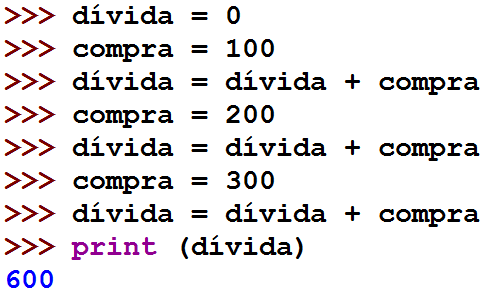 >>> dívida = 0
>>> compra = 100
>>> dívida = dívida + compra
>>> compra = 200
>>> dívida = dívida + compra
>>> compra = 300
>>> dívida = dívida + compra
>>> print (dívida)
600